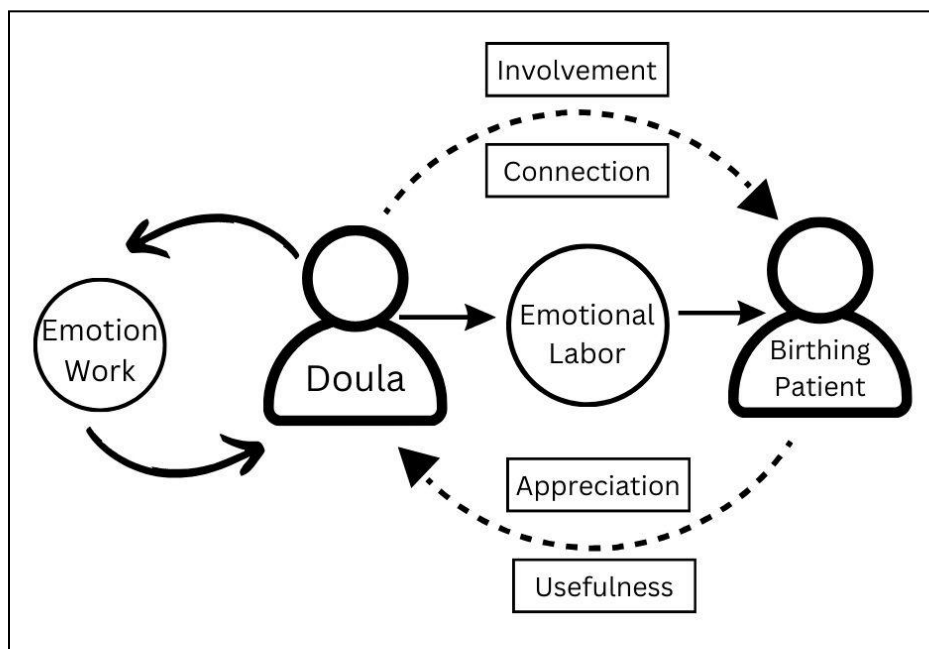 Involvement
Connection
Emotion
Work
Doula
Emotional
Labor
Birthing
Patient
Appreciation
Usefulness